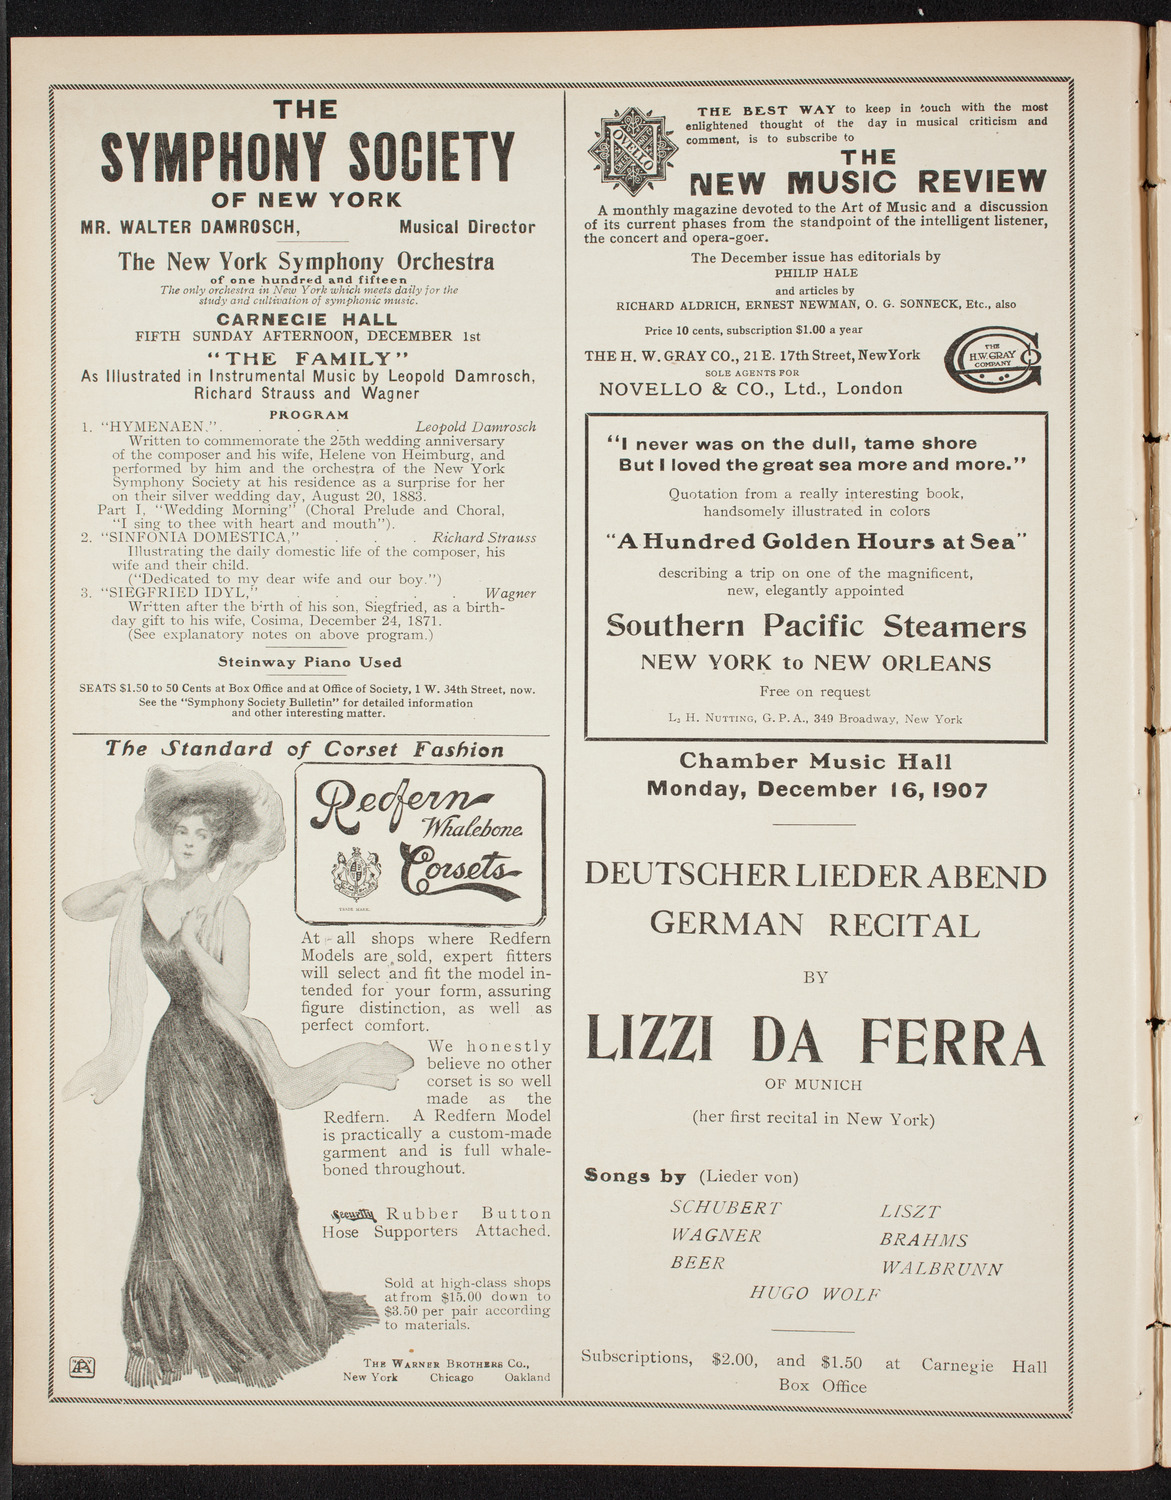 THE
SYMPHONY SOCIETY
OF NEW YORK
MR. WALTER DAMROSCH, Musical Director
The New York Symphony Orchestra
of one hundred and fifteen
The only orchestra in New York which meets daily for the
study and cultivation of symphonic music.
CARNEGIE HALL
FIFTH SUNDAY AFTERNOON, DECEMBER 1st
"THE FAMILY"
As Illustrated in Instrumental Music by Leopold Damrosch,
Richard Strauss and Wagner
PROGRAM
1. "HYMENAEN." . . . . Leopold Damrosch
Written to commemorate the 25th wedding anniversary
of the composer and his wife, Helene von Heimburg, and
performed by him and the orchestra of the New York
Symphony Society at his residence as a surprise for her
on their silver wedding day, August 20, 1883.
Part I, "Wedding Morning" (Choral Prelude and Choral,
"I sing to thee with heart and mouth").
2. "SINFONIA DOMESTICA," . . . Richard Strauss
Illustrating the daily domestic life of the composer, his
wife and their child.
("Dedicated to my dear wife and our boy.")
3. "SIEGFRIED IDYL," . . . . . Wagner
Written after the birth of his son, Siegfried, as a birth-
day gift to his wife, Cosima, December 24, 1871.
(See explanatory notes on above program.)
Steinway Piano Used
SEATS $1.50 to 50 Cents at Box Office and at Office of Society, 1 W. 34th Street, now.
See the "Symphony Society Bulletin" for detailed information
and other interesting matter.
The Standard of Corset Fashion
Redfern
Whalebone
Corsets
TRADE MARK.
At all shops where Redfern
Models are sold, expert fitters
will select and fit the model in-
tended for your form, assuring
figure distinction, as well as
perfect comfort.
We honestly
believe no other
corset is so well
made as the
Redfern. A Redfern Model
is practically a custom-made
garment and is full whale-
boned throughout.
Security Rubber Button
Hose Supporters Attached.
Sold at high-class shops
at from $15.00 down to
$3.50 per pair according
to materials.
THE WARNER BROTHERS CO.,
New York Chicago Oakland
OVELLO
THE BEST WAY to keep in touch with the most
enlightened thought of the day in musical criticism and
comment, is to subscribe to
THE
NEW MUSIC REVIEW
A monthly magazine devoted to the Art of Music and a discussion
of its current phases from the standpoint of the intelligent listener,
the concert and opera-goer.
The December issue has editorials by
PHILIP HALE
and articles by
RICHARD ALDRICH, ERNEST NEWMAN, O. G. SONNECK, Etc., also
Price 10 cents, subscription $1.00 a year
THE H. W. GRAY CO., 21 E. 17th Street, New York
SOLE AGENTS FOR
NOVELLO & CO., Ltd., London
THE
H.W. GRAY
COMPANY
"I never was on the dull, tame shore
But I loved the great sea more and more."
Quotation from a really interesting book,
handsomely illustrated in colors
"A Hundred Golden Hours at Sea"
describing a trip on one of the magnificent,
new, elegantly appointed
Southern Pacific Steamers
NEW YORK to NEW ORLEANS
Free on request
L. H. NUTTING, G. P. A., 349 Broadway, New York
Chamber Music Hall
Monday, December 16, 1907
DEUTSCHER LIEDER ABEND
GERMAN RECITAL
BY
LIZZI DA FERRA
OF MUNICH
(her first recital in New York)
Songs by (Lieder von)
SCHUBERT LISZT
WAGNER BRAHMS
BEER WALBRUNN
HUGO WOLF
Subscriptions, $2.00, and $1.50 at Carnegie Hall
Box Office